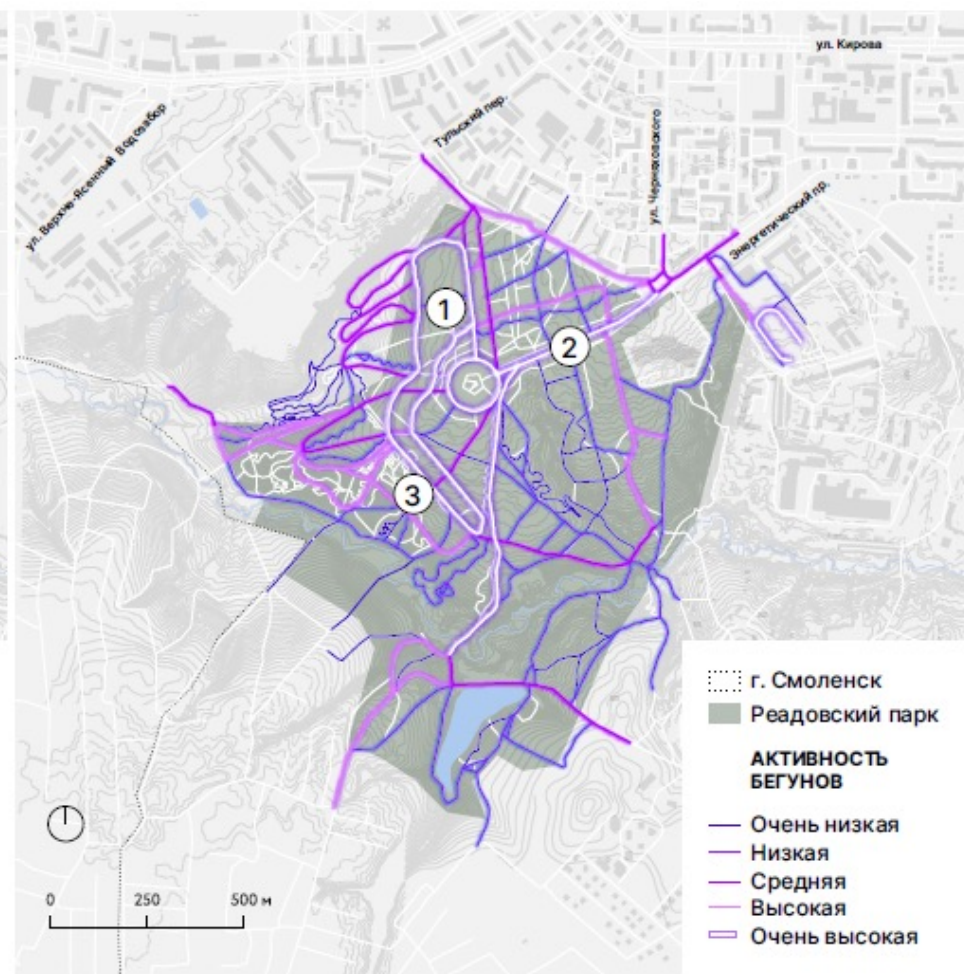 ул. Кирова
Тульский пер.
ул. Верхне-Ясенный Водозабор
ул. Черняховского
Энергетический пр.
1
2
3
г. Смоленск
Реадовский парк
АКТИВНОСТЬ
БЕГУНОВ
Очень низкая
Низкая
Средняя
Высокая
Очень высокая
0 250 500 м